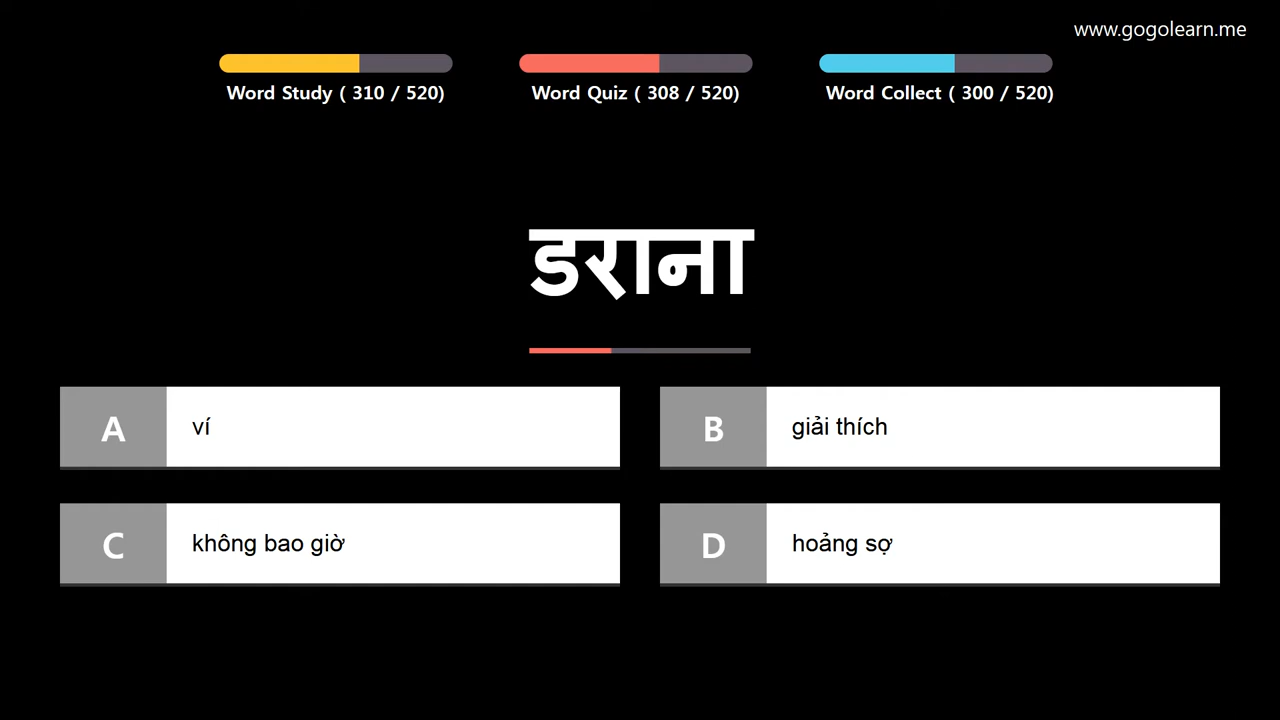 www.gogolearn.me
Word Study ( 310 / 520)
Word Quiz ( 308 / 520)
Word Collect ( 300 / 520)
डराना
A ví
B giải thích
C không bao giờ
D hoảng sợ